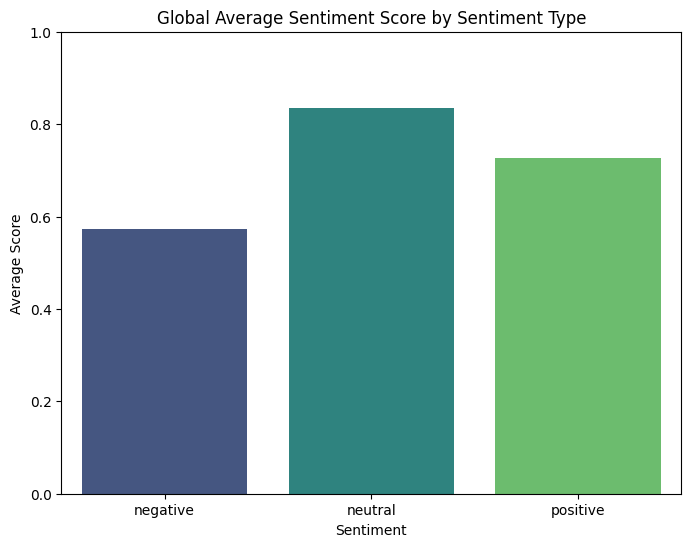 Global Average Sentiment Score by Sentiment Type
1.0
0.8
0.6
0.4
0.2
0.0
Average Score
negative
neutral
positive
Sentiment